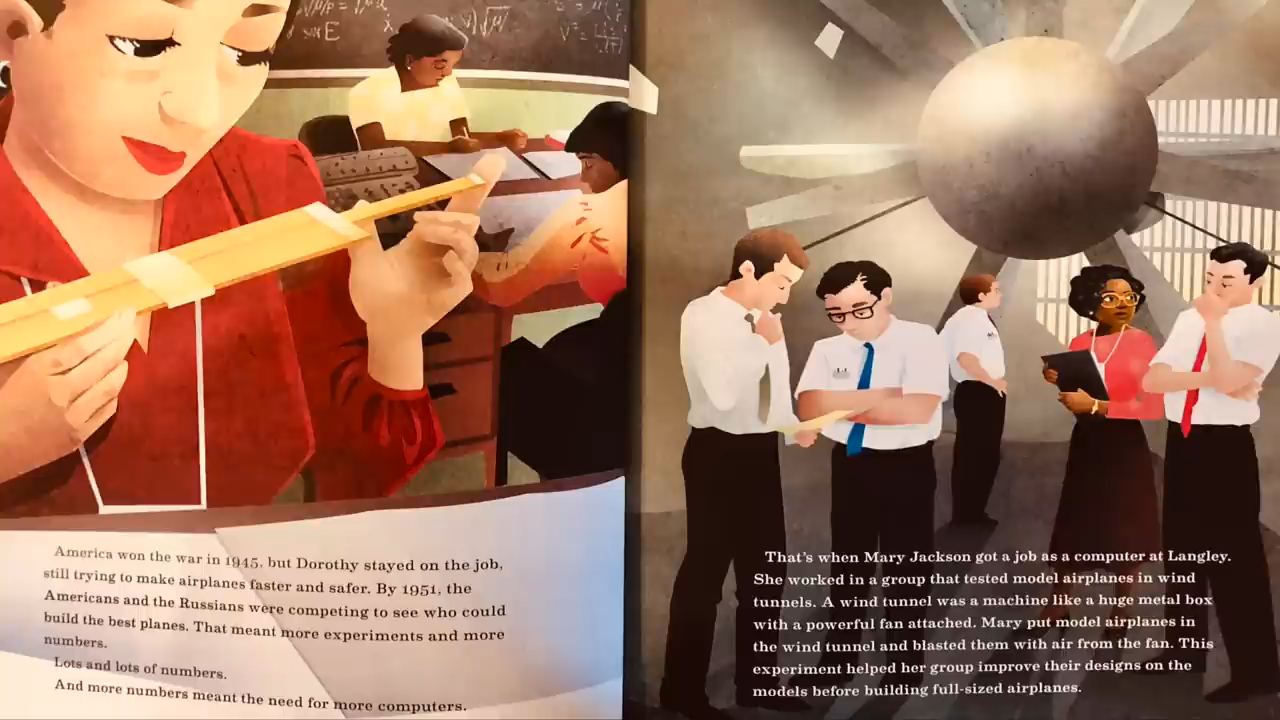 America won the war in 1945, but Dorothy stayed on the job,
still trying to make airplanes faster and safer. By 1951, the
Americans and the Russians were competing to see who could
build the best planes. That meant more experiments and more
numbers.
Lots and lots of numbers.
And more numbers meant the need for more computers.
That's when Mary Jackson got a job as a computer at Langley.
She worked in a group that tested model airplanes in wind
tunnels. A wind tunnel was a machine like a huge metal box
with a powerful fan attached. Mary put model airplanes in
the wind tunnel and blasted them with air from the fan. This
experiment helped her group improve their designs on the
models before building full-sized airplanes.